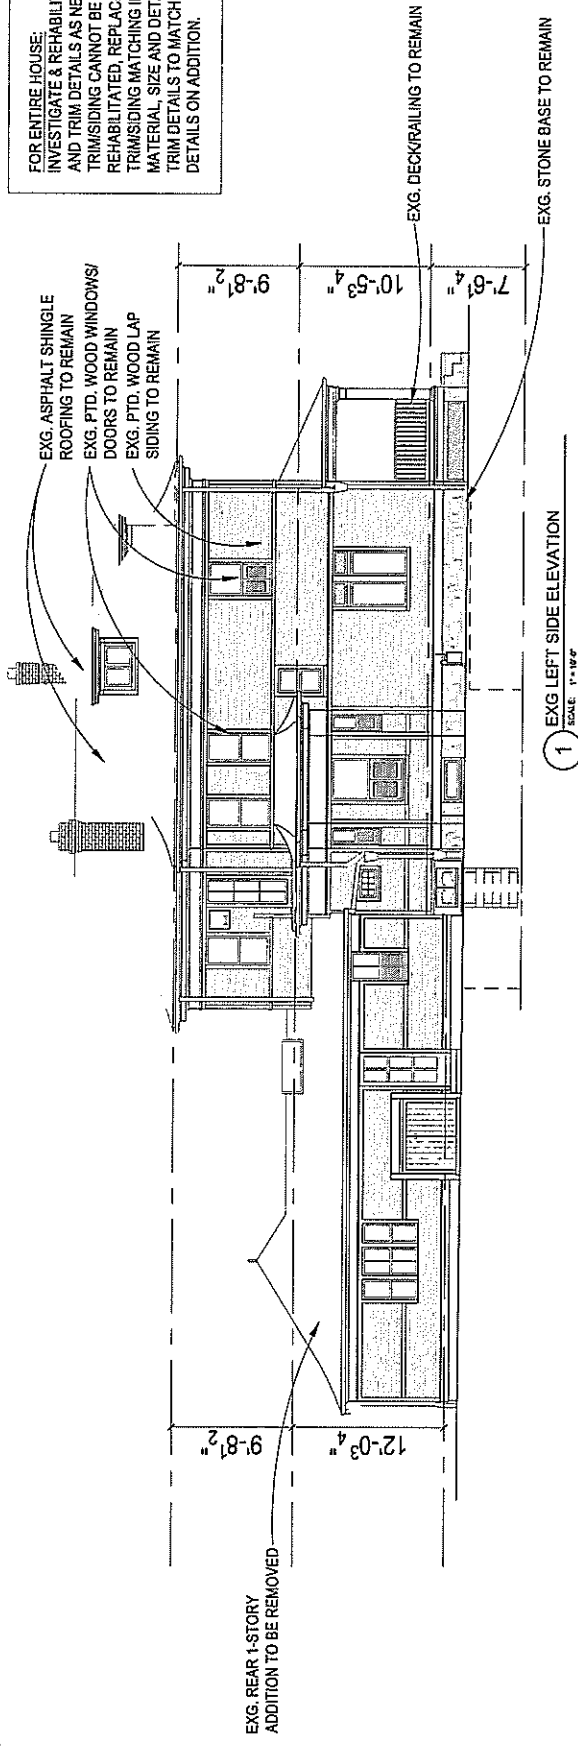 FOR ENTIRE HOUSE:
INVESTIGATE & REHABILI
AND TRIM DETAILS AS NE
TRIM/SIDING CANNOT BE
REHABILITATED, REPLAC
TRIM/SIDING MATCHING I
MATERIAL, SIZE AND DET
TRIM DETAILS TO MATCH
DETAILS ON ADDITION.
EXG. ASPHALT SHINGLE
ROOFING TO REMAIN
EXG. PTD. WOOD WINDOWS/
DOORS TO REMAIN
EXG. PTD. WOOD LAP
SIDING TO REMAIN
9'-8 1/2"
10'-5 3/4"
7'-6 1/4"
EXG. DECK/RAILING TO REMAIN
EXG. STONE BASE TO REMAIN
EXG. REAR 1-STORY
ADDITION TO BE REMOVED
9'-8 1/2"
12'-0 3/4"
1 EXG LEFT SIDE ELEVATION
SCALE: 1"=10'-0"